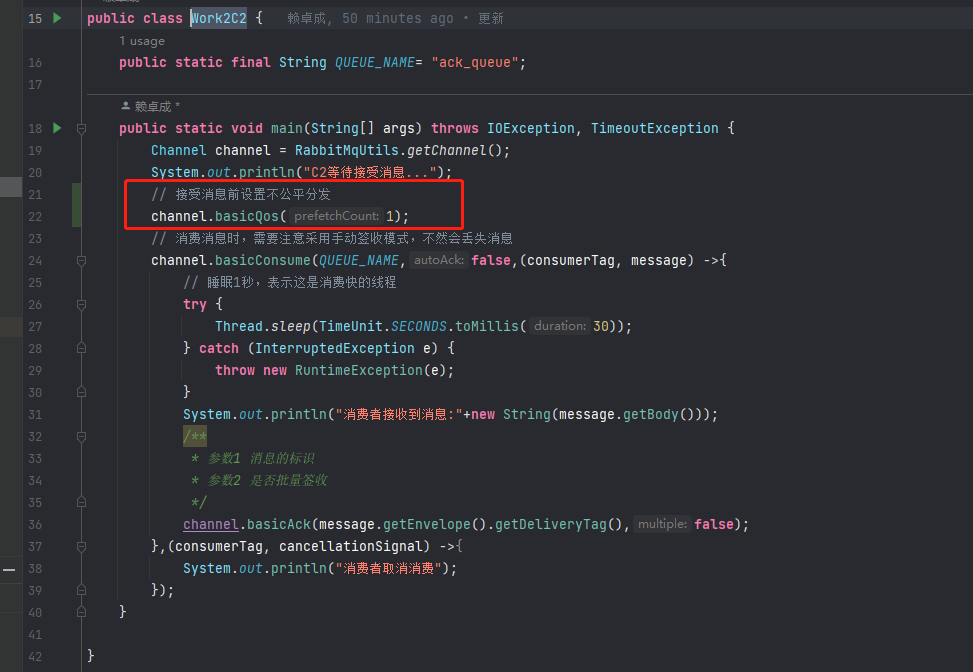 15 public class Work2C2 { 赖卓成, 50 minutes ago • 更新
1 usage
16 public static final String QUEUE_NAME= "ack_queue";
17
赖卓成 *
18 public static void main(String[] args) throws IOException, TimeoutException {
19 Channel channel = RabbitMqUtils.getChannel();
20 System.out.println("C2等待接受消息...");
21 // 接受消息前设置不公平分发
22 channel.basicQos( prefetchCount: 1);
23 // 消费消息时，需要注意采用手动签收模式，不然会丢失消息
24 channel.basicConsume(QUEUE_NAME, autoAck: false,(consumerTag, message) ->{
25 // 睡眠1秒，表示这是消费快的线程
26 try {
27 Thread.sleep(TimeUnit.SECONDS.toMillis( duration: 30));
28 } catch (InterruptedException e) {
29 throw new RuntimeException(e);
30 }
31 System.out.println("消费者接收到消息:"+new String(message.getBody()));
32 /**
33 * 参数1 消息的标识
34 * 参数2 是否批量签收
35 */
36 channel.basicAck(message.getEnvelope().getDeliveryTag(), multiple: false);
37 },(consumerTag, cancellationSignal) ->{
38 System.out.println("消费者取消消费");
39 });
40 }
41
42 }